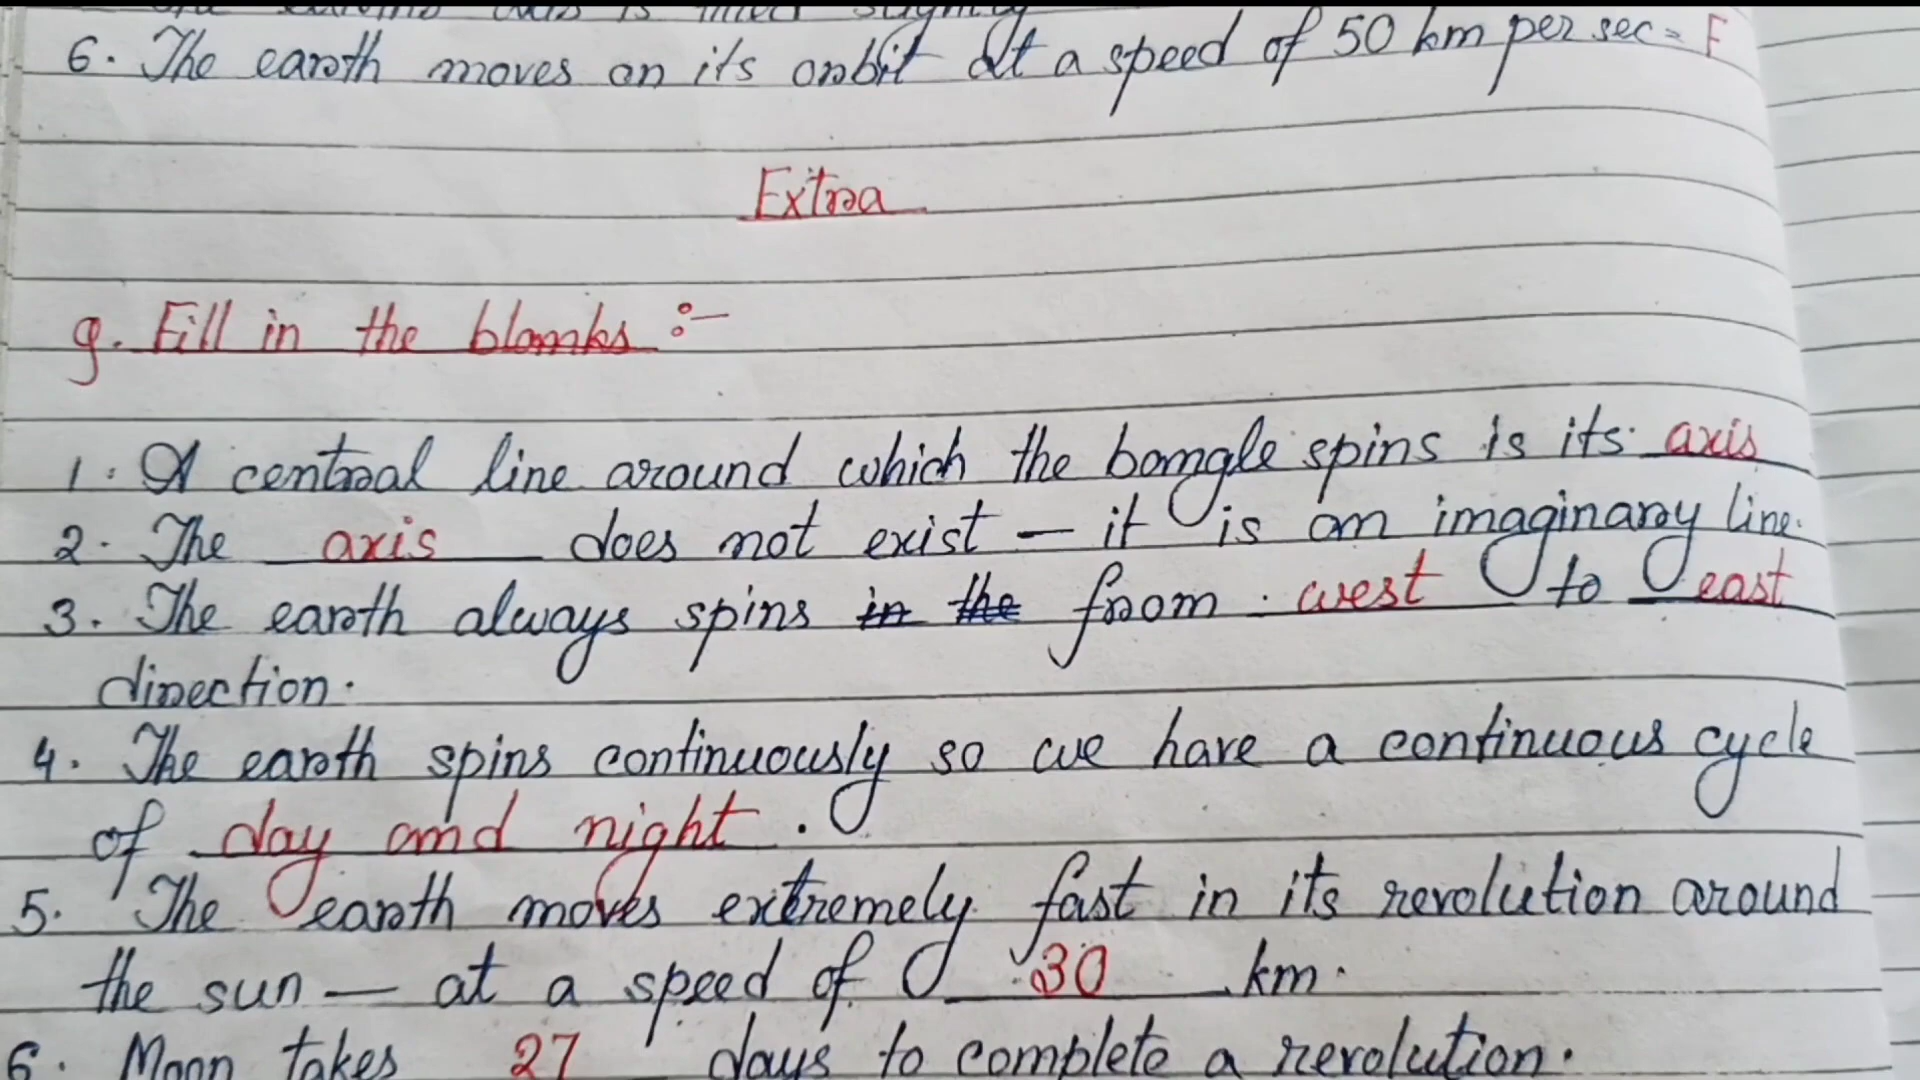 is tilted slightly
6. The earth moves on its orbit at a speed of 50 km per sec = F
Extra
g. Fill in the blanks :-
1. A central line around which the bangle spins is its axis
2. The axis does not exist — it is an imaginary line.
3. The earth always spins in the from west to east
direction.
4. The earth spins continuously so we have a continuous cycle
of day and night.
5. The earth moves extremely fast in its revolution around
the sun — at a speed of 30 km.
6. Moon takes 27 days to complete a revolution.